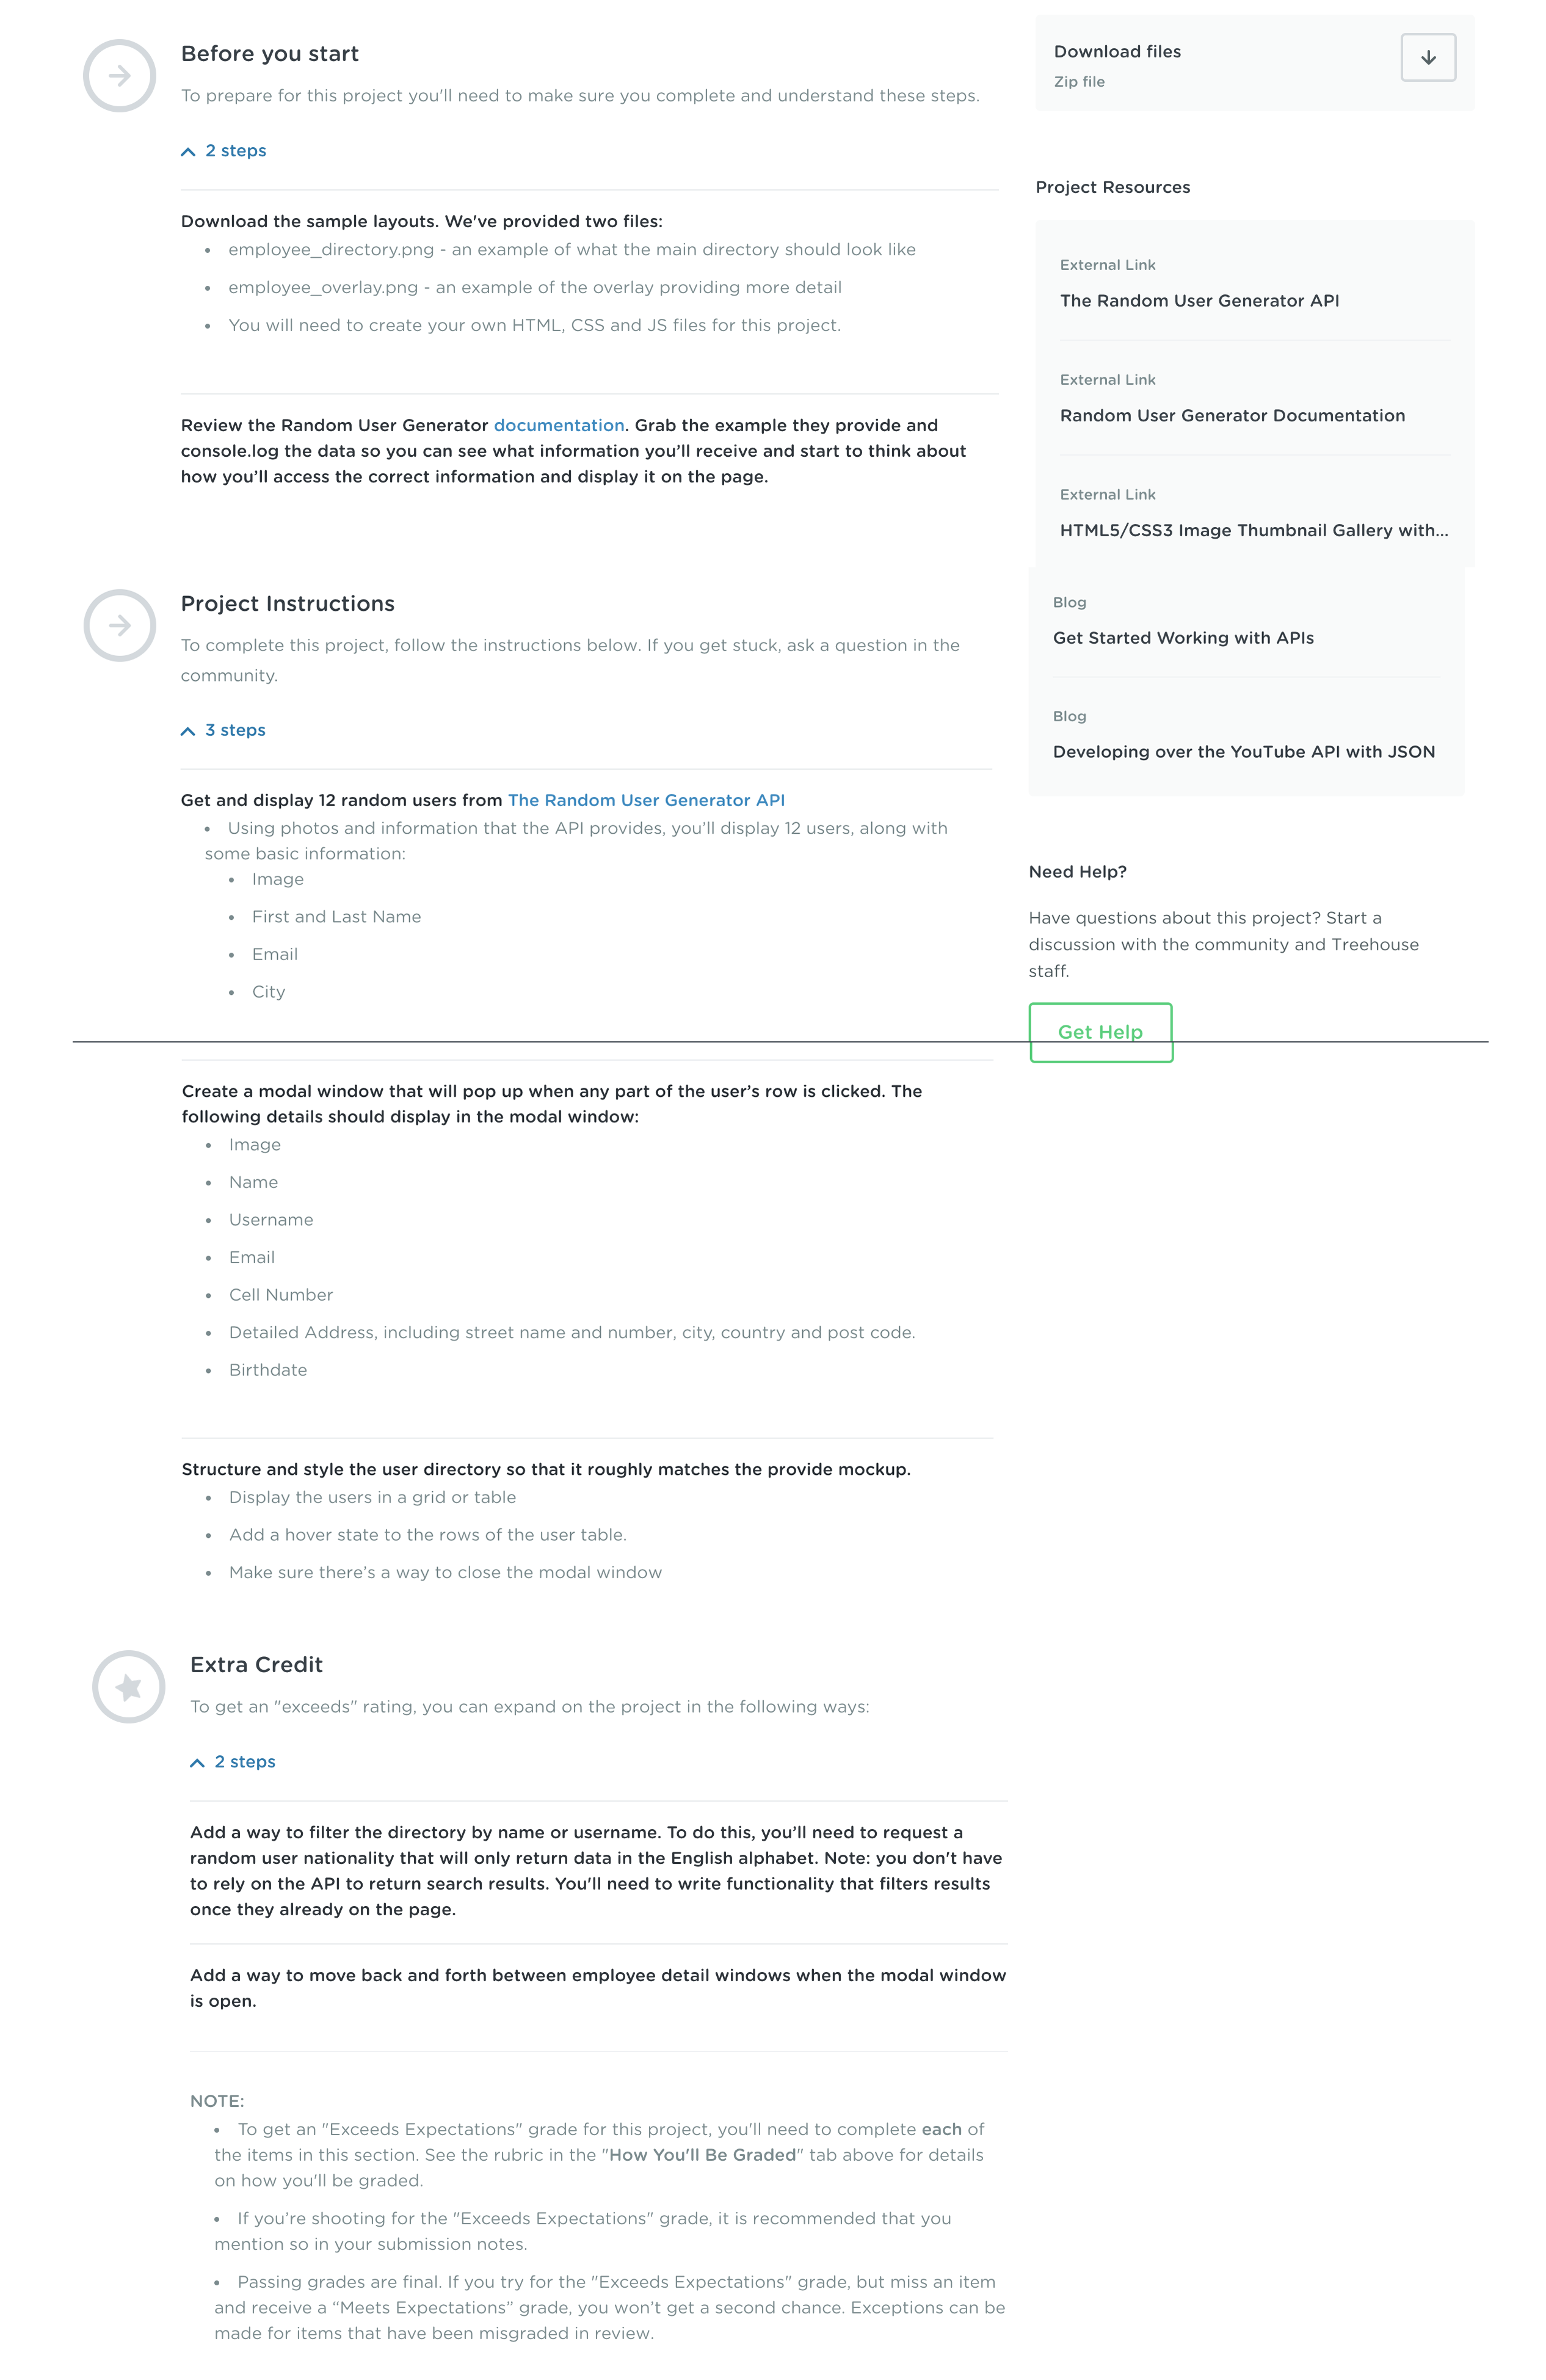 Before you start
To prepare for this project you'll need to make sure you complete and understand these steps.
2 steps
Download the sample layouts. We've provided two files:
• employee_directory.png - an example of what the main directory should look like
• employee_overlay.png - an example of the overlay providing more detail
• You will need to create your own HTML, CSS and JS files for this project.
Review the Random User Generator documentation. Grab the example they provide and
console.log the data so you can see what information you’ll receive and start to think about
how you’ll access the correct information and display it on the page.
Download files
Zip file
Project Resources
External Link
The Random User Generator API
External Link
Random User Generator Documentation
External Link
HTML5/CSS3 Image Thumbnail Gallery with...
Blog
Get Started Working with APIs
Blog
Developing over the YouTube API with JSON
Need Help?
Have questions about this project? Start a
discussion with the community and Treehouse
staff.
Get Help
Project Instructions
To complete this project, follow the instructions below. If you get stuck, ask a question in the
community.
3 steps
Get and display 12 random users from The Random User Generator API
• Using photos and information that the API provides, you’ll display 12 users, along with
some basic information:
• Image
• First and Last Name
• Email
• City
Create a modal window that will pop up when any part of the user’s row is clicked. The
following details should display in the modal window:
• Image
• Name
• Username
• Email
• Cell Number
• Detailed Address, including street name and number, city, country and post code.
• Birthdate
Structure and style the user directory so that it roughly matches the provide mockup.
• Display the users in a grid or table
• Add a hover state to the rows of the user table.
• Make sure there’s a way to close the modal window
Extra Credit
To get an "exceeds" rating, you can expand on the project in the following ways:
2 steps
Add a way to filter the directory by name or username. To do this, you’ll need to request a
random user nationality that will only return data in the English alphabet. Note: you don't have
to rely on the API to return search results. You'll need to write functionality that filters results
once they already on the page.
Add a way to move back and forth between employee detail windows when the modal window
is open.
NOTE:
• To get an "Exceeds Expectations" grade for this project, you'll need to complete each of
the items in this section. See the rubric in the "How You'll Be Graded" tab above for details
on how you'll be graded.
• If you’re shooting for the "Exceeds Expectations" grade, it is recommended that you
mention so in your submission notes.
• Passing grades are final. If you try for the "Exceeds Expectations" grade, but miss an item
and receive a “Meets Expectations” grade, you won’t get a second chance. Exceptions can be
made for items that have been misgraded in review.